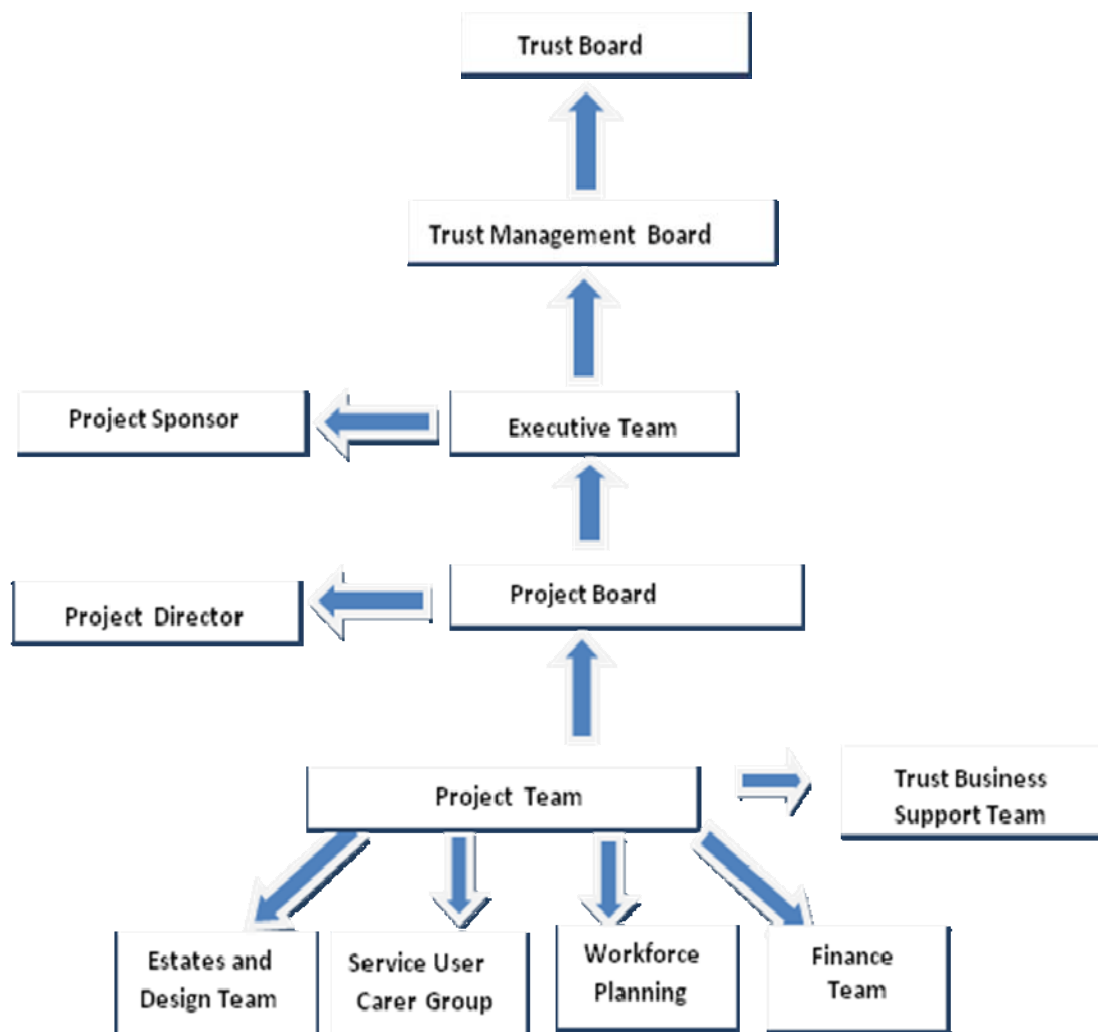 Trust Board
Trust Management Board
Project Sponsor
Executive Team
Project Director
Project Board
Project Team
Trust Business
Support Team
Estates and
Design Team
Service User
Carer Group
Workforce
Planning
Finance
Team